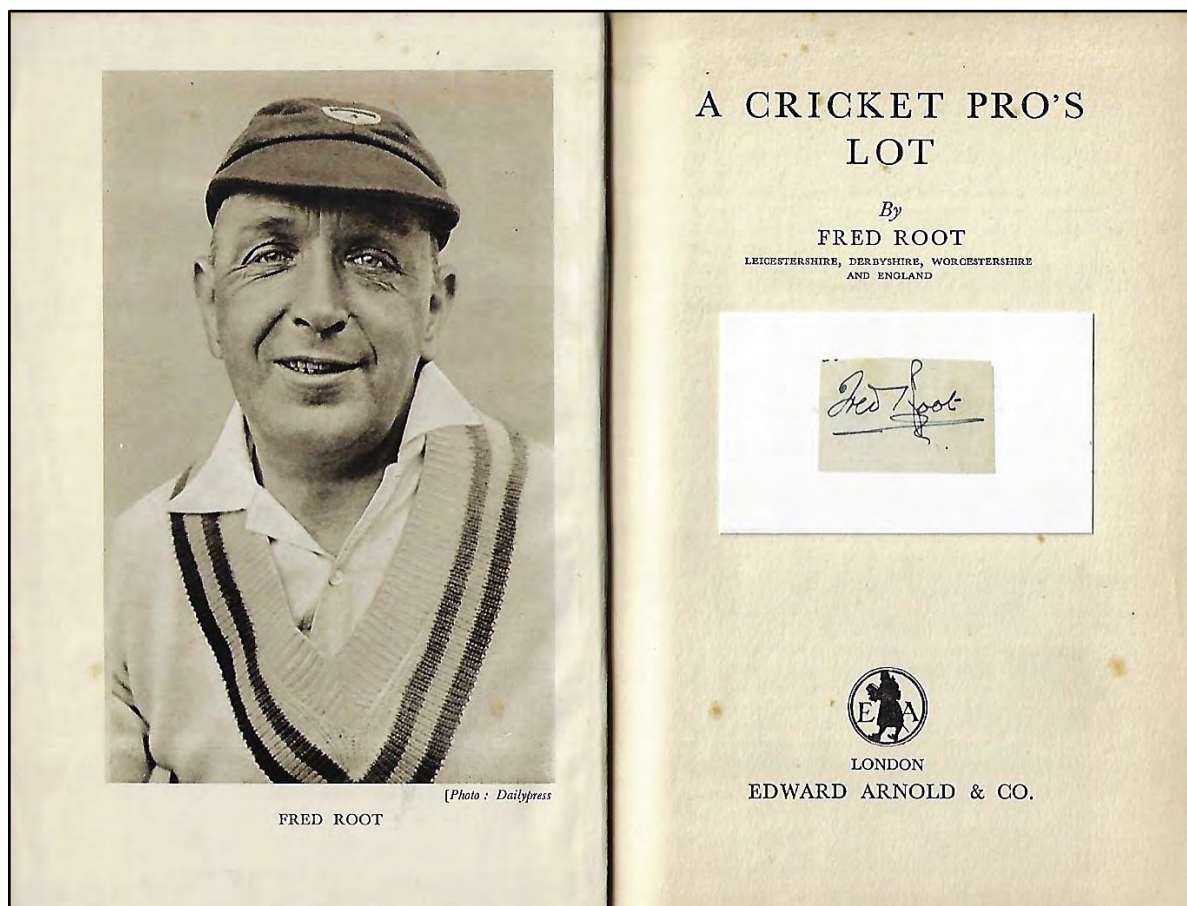 [Photo : Dailypress
FRED ROOT
A CRICKET PRO'S
LOT
By
FRED ROOT
LEICESTERSHIRE, DERBYSHIRE, WORCESTERSHIRE
AND ENGLAND
Fred Root
E A
LONDON
EDWARD ARNOLD & CO.